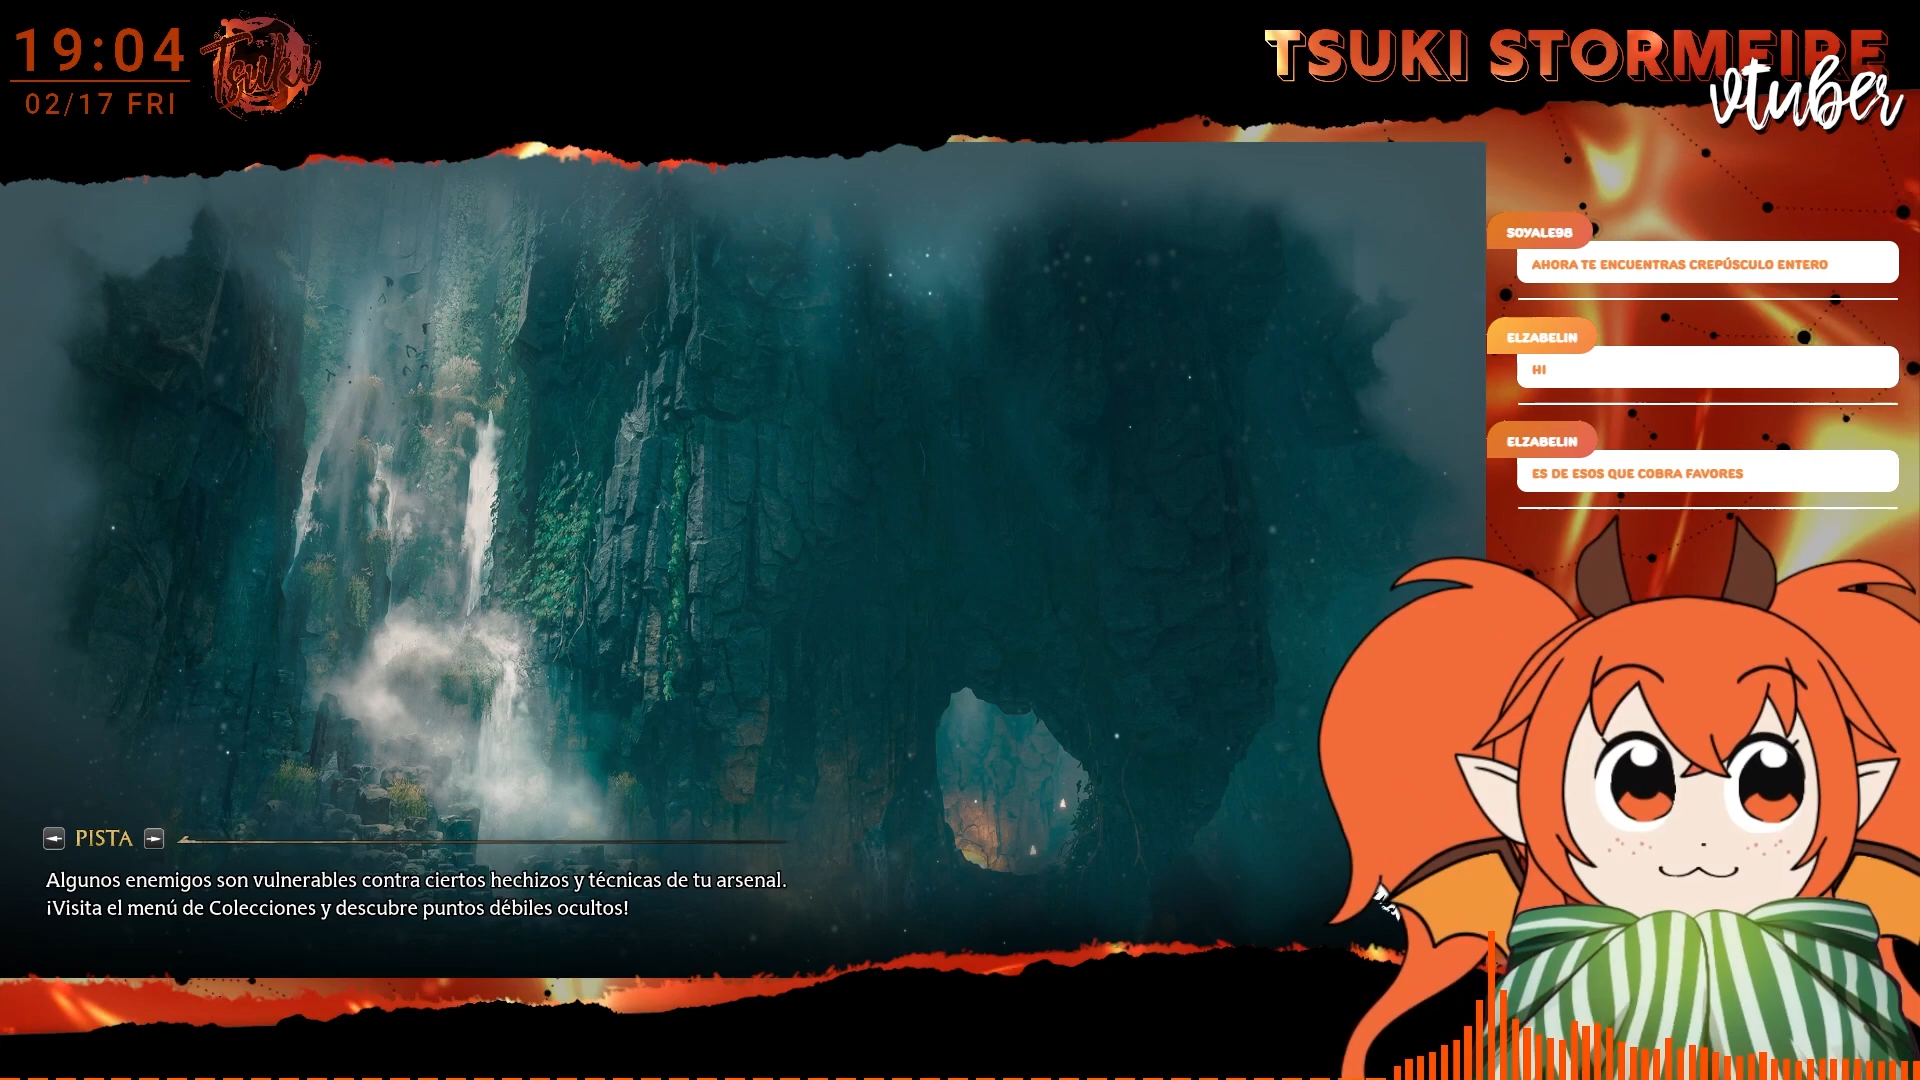 19:04
02/17 FRI
Tsuki
TSUKI STORMFIRE
vtuber
SOYALE98
AHORA TE ENCUENTRAS CREPÚSCULO ENTERO
ELZABELIN
HI
ELZABELIN
ES DE ESOS QUE COBRA FAVORES
PISTA
Algunos enemigos son vulnerables contra ciertos hechizos y técnicas de tu arsenal.
¡Visita el menú de Colecciones y descubre puntos débiles ocultos!